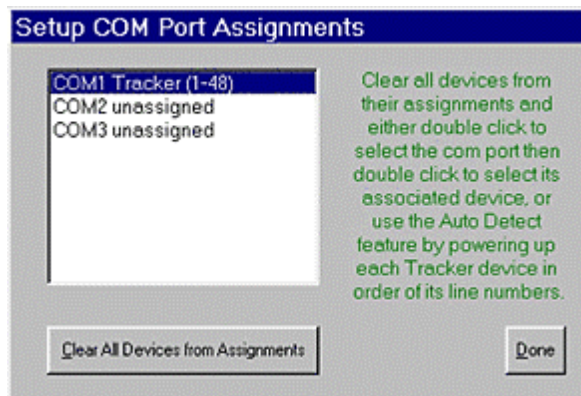 Setup COM Port Assignments
COM1 Tracker (1-48)
COM2 unassigned
COM3 unassigned
Clear all devices from
their assignments and
either double click to
select the com port then
double click to select its
associated device, or
use the Auto Detect
feature by powering up
each Tracker device in
order of its line numbers.
Clear All Devices from Assignments
Done